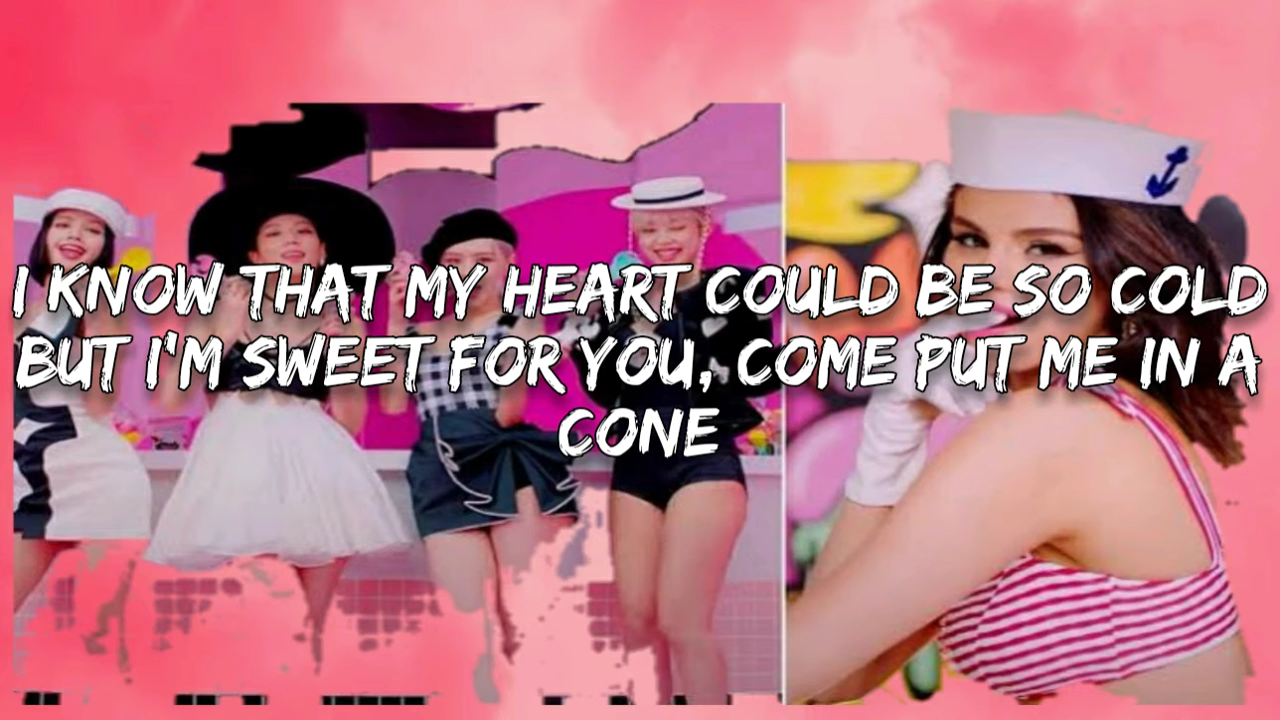 I KNOW THAT MY HEART COULD BE SO COLD
BUT I'M SWEET FOR YOU, COME PUT ME IN A
CONE